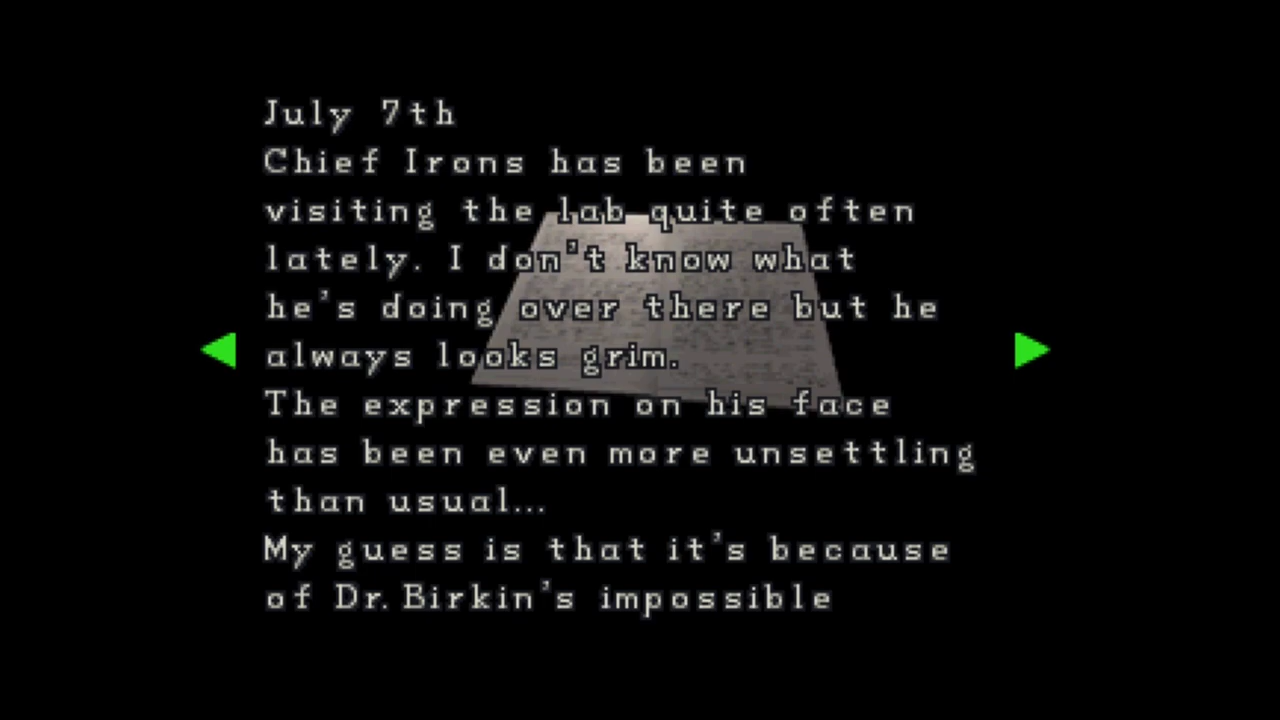 July 7th
Chief Irons has been
visiting the lab quite often
lately. I don't know what
he's doing over there but he
always looks grim.
The expression on his face
has been even more unsettling
than usual...
My guess is that it's because
of Dr. Birkin's impossible